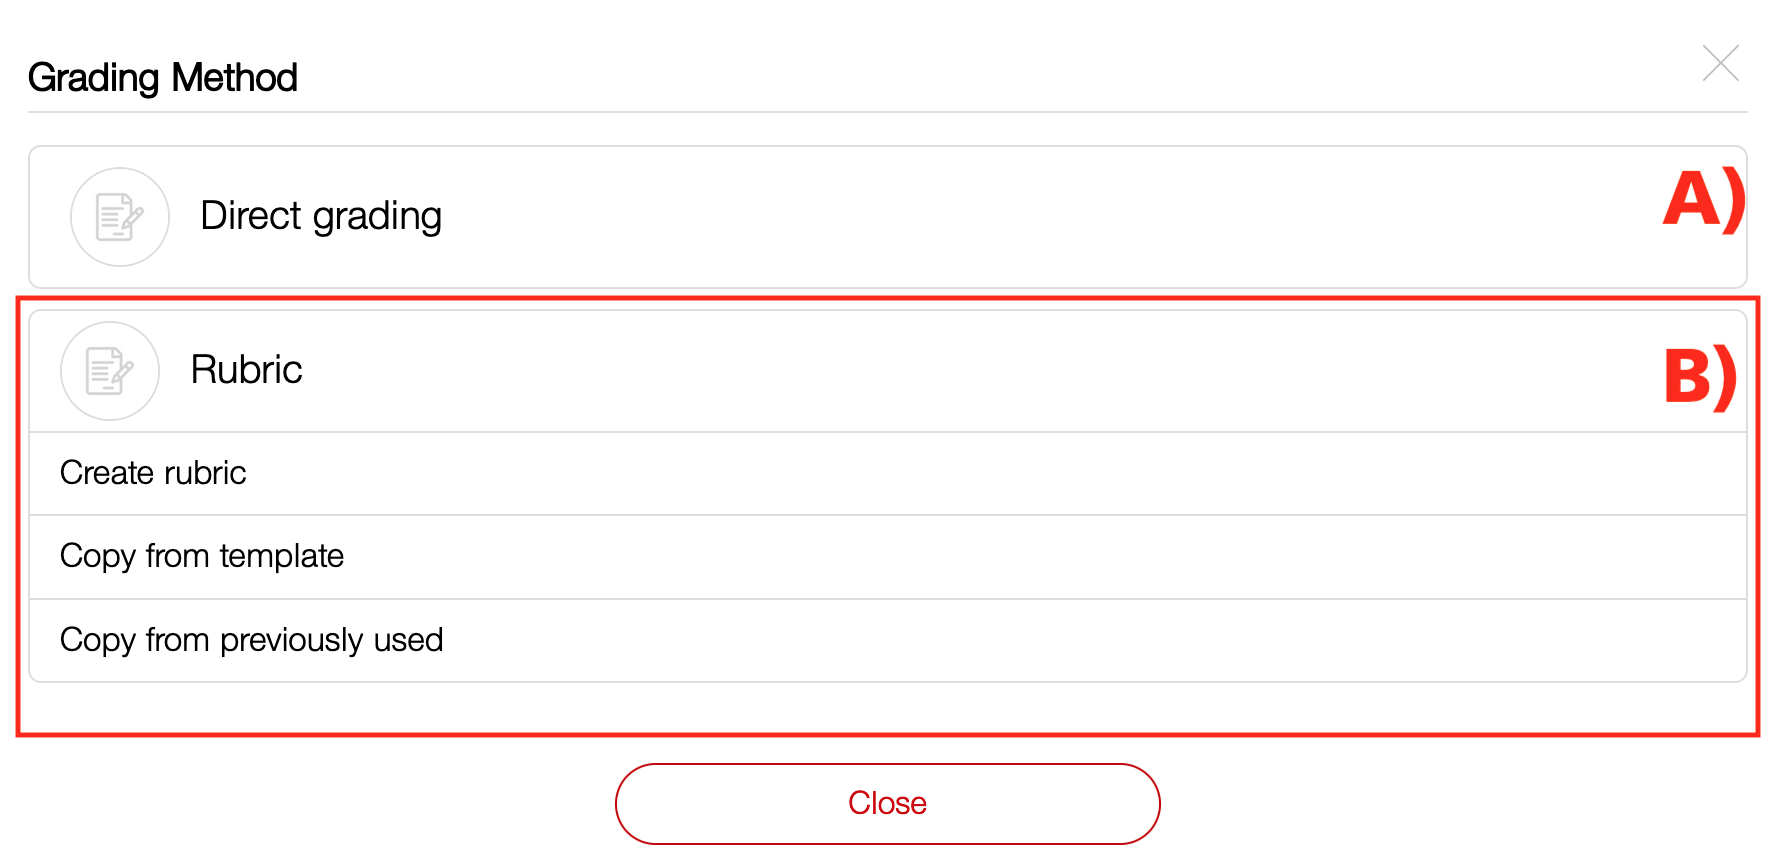 Grading Method
Direct grading
A)
Rubric
B)
Create rubric
Copy from template
Copy from previously used
Close